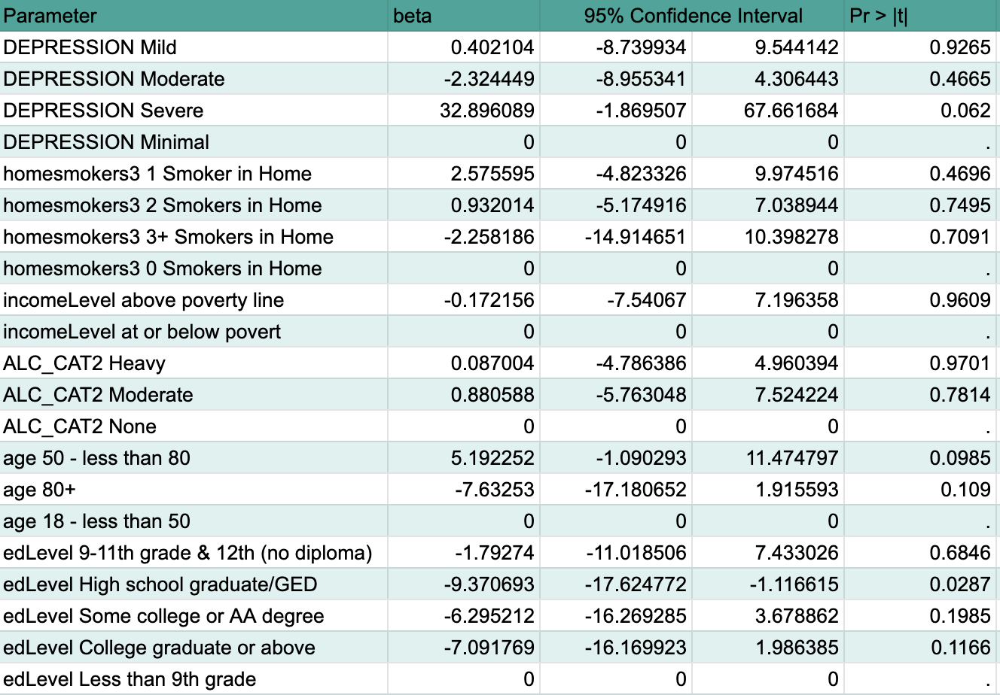 Parameter beta 95% Confidence Interval Pr > |t|
DEPRESSION Mild 0.402104 -8.739934 9.544142 0.9265
DEPRESSION Moderate -2.324449 -8.955341 4.306443 0.4665
DEPRESSION Severe 32.896089 -1.869507 67.661684 0.062
DEPRESSION Minimal 0 0 0 .
homesmokers3 1 Smoker in Home 2.575595 -4.823326 9.974516 0.4696
homesmokers3 2 Smokers in Home 0.932014 -5.174916 7.038944 0.7495
homesmokers3 3+ Smokers in Home -2.258186 -14.914651 10.398278 0.7091
homesmokers3 0 Smokers in Home 0 0 0 .
incomeLevel above poverty line -0.172156 -7.54067 7.196358 0.9609
incomeLevel at or below povert 0 0 0 .
ALC_CAT2 Heavy 0.087004 -4.786386 4.960394 0.9701
ALC_CAT2 Moderate 0.880588 -5.763048 7.524224 0.7814
ALC_CAT2 None 0 0 0 .
age 50 - less than 80 5.192252 -1.090293 11.474797 0.0985
age 80+ -7.63253 -17.180652 1.915593 0.109
age 18 - less than 50 0 0 0 .
edLevel 9-11th grade & 12th (no diploma) -1.79274 -11.018506 7.433026 0.6846
edLevel High school graduate/GED -9.370693 -17.624772 -1.116615 0.0287
edLevel Some college or AA degree -6.295212 -16.269285 3.678862 0.1985
edLevel College graduate or above -7.091769 -16.169923 1.986385 0.1166
edLevel Less than 9th grade 0 0 0 .